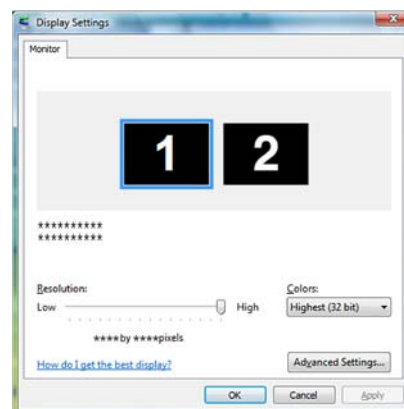 Display Settings
Monitor
1 2
**********
**********
Resolution:
Colors:
Low High Highest (32 bit)
**** by ****pixels
How do I get the best display?
Advanced Settings...
OK Cancel Apply